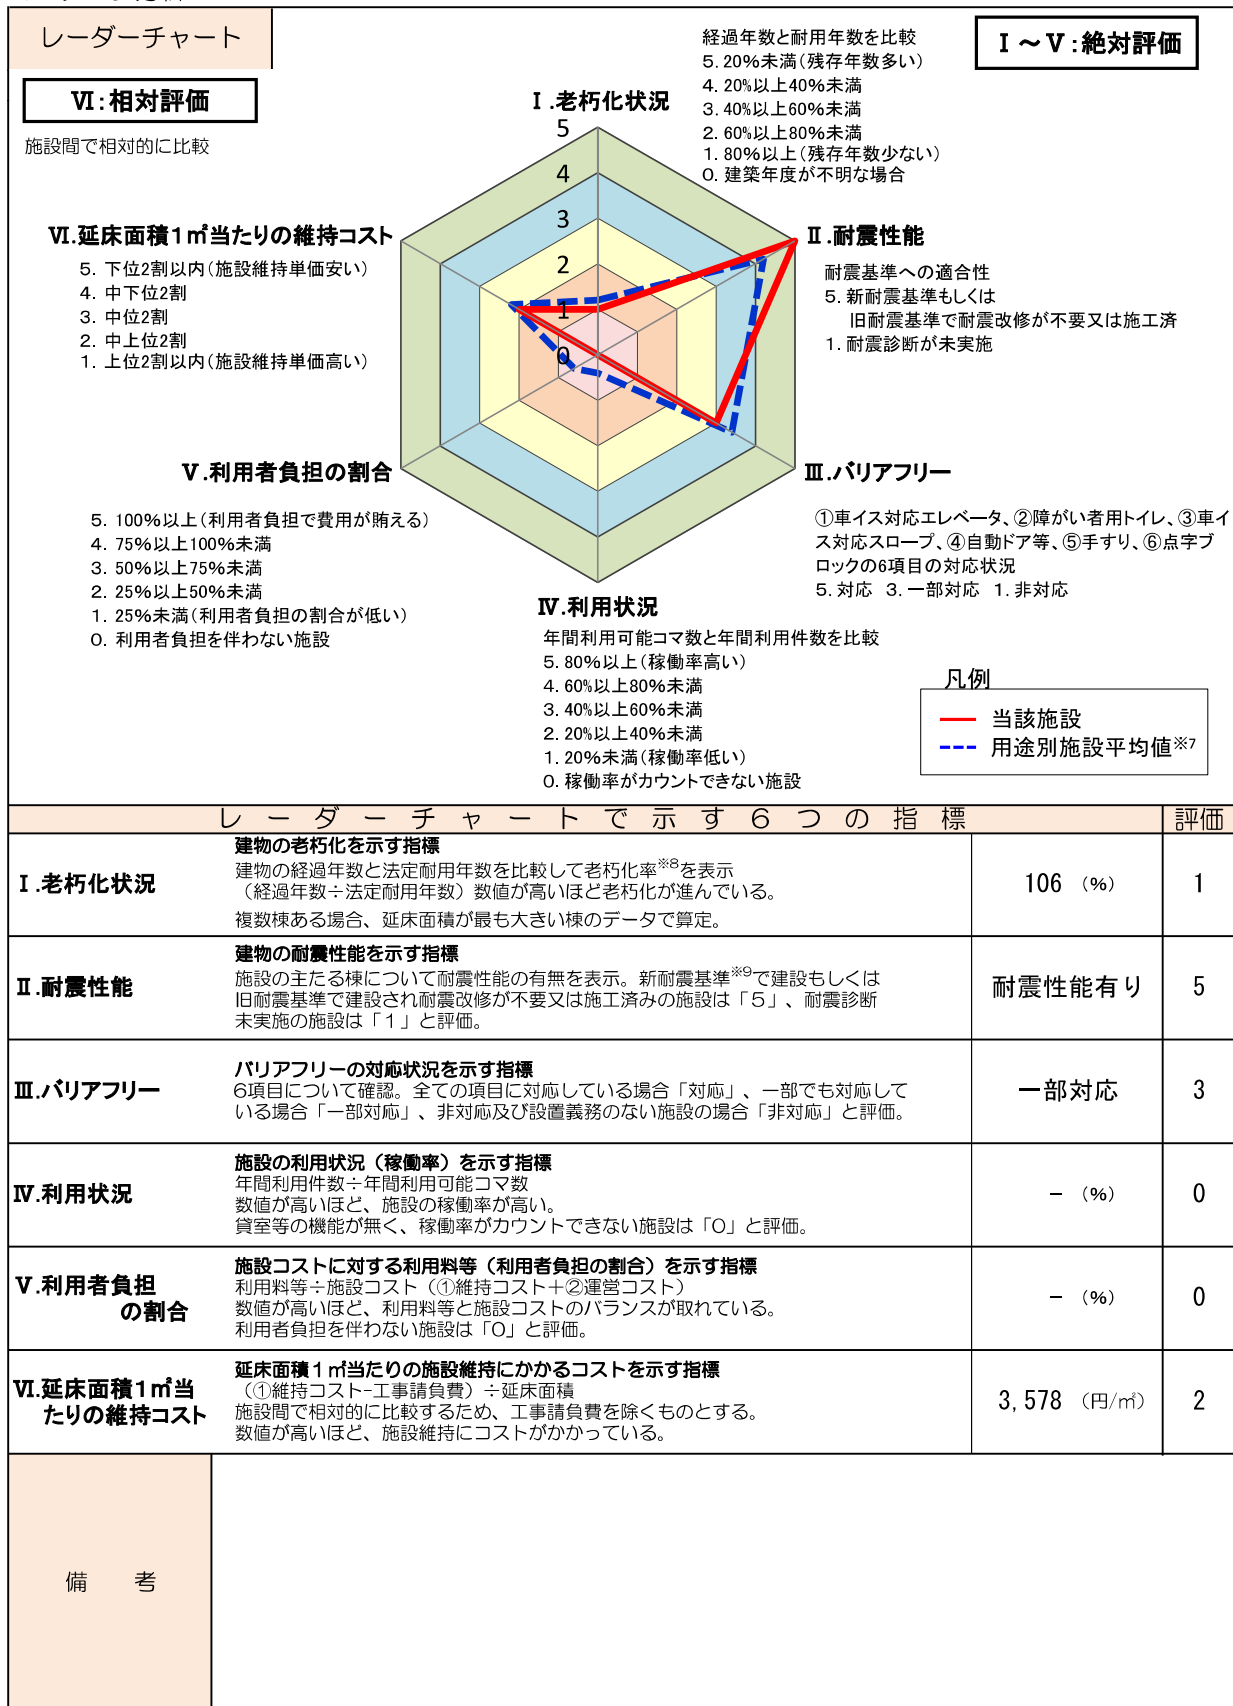 レーダーチャート
Ⅵ:相対評価
施設間で相対的に比較
Ⅰ～Ⅴ:絶対評価
経過年数と耐用年数を比較
5. 20%未満(残存年数多い)
4. 20%以上40%未満
3. 40%以上60%未満
2. 60%以上80%未満
1. 80%以上(残存年数少ない)
0. 建築年度が不明な場合
Ⅰ.老朽化状況
5
4
3
2
1
0
Ⅱ.耐震性能
耐震基準への適合性
5. 新耐震基準もしくは
旧耐震基準で耐震改修が不要又は施工済
1. 耐震診断が未実施
Ⅵ.延床面積1㎡当たりの維持コスト
5. 下位2割以内(施設維持単価安い)
4. 中下位2割
3. 中位2割
2. 中上位2割
1. 上位2割以内(施設維持単価高い)
Ⅴ.利用者負担の割合
5. 100%以上(利用者負担で費用が賄える)
4. 75%以上100%未満
3. 50%以上75%未満
2. 25%以上50%未満
1. 25%未満(利用者負担の割合が低い)
0. 利用者負担を伴わない施設
Ⅲ.バリアフリー
①車イス対応エレベータ、②障がい者用トイレ、③車イ
ス対応スロープ、④自動ドア等、⑤手すり、⑥点字ブ
ロックの6項目の対応状況
5. 対応 3. 一部対応 1. 非対応
Ⅳ.利用状況
年間利用可能コマ数と年間利用件数を比較
5. 80%以上(稼働率高い)
4. 60%以上80%未満
3. 40%以上60%未満
2. 20%以上40%未満
1. 20%未満(稼働率低い)
0. 稼働率がカウントできない施設
凡例
当該施設
用途別施設平均値※7
レーダーチャートで示す6つの指標 評価
Ⅰ.老朽化状況
建物の老朽化を示す指標
建物の経過年数と法定耐用年数を比較して老朽化率※8を表示
（経過年数÷法定耐用年数）数値が高いほど老朽化が進んでいる。
複数棟ある場合、延床面積が最も大きい棟のデータで算定。
106 (%) 1
Ⅱ.耐震性能
建物の耐震性能を示す指標
施設の主たる棟について耐震性能の有無を表示。新耐震基準※9で建設もしくは
旧耐震基準で建設され耐震改修が不要又は施工済みの施設は「5」、耐震診断
未実施の施設は「1」と評価。
耐震性能有り 5
Ⅲ.バリアフリー
バリアフリーの対応状況を示す指標
6項目について確認。全ての項目に対応している場合「対応」、一部でも対応して
いる場合「一部対応」、非対応及び設置義務のない施設の場合「非対応」と評価。
一部対応 3
Ⅳ.利用状況
施設の利用状況（稼働率）を示す指標
年間利用件数÷年間利用可能コマ数
数値が高いほど、施設の稼働率が高い。
貸室等の機能が無く、稼働率がカウントできない施設は「0」と評価。
－ (%) 0
Ⅴ.利用者負担
の割合
施設コストに対する利用料等（利用者負担の割合）を示す指標
利用料等÷施設コスト（①維持コスト＋②運営コスト）
数値が高いほど、利用料等と施設コストのバランスが取れている。
利用者負担を伴わない施設は「0」と評価。
－ (%) 0
Ⅵ.延床面積1㎡当
たりの維持コスト
延床面積1㎡当たりの施設維持にかかるコストを示す指標
（①維持コスト-工事請負費）÷延床面積
施設間で相対的に比較するため、工事請負費を除くものとする。
数値が高いほど、施設維持にコストがかかっている。
3,578 (円/㎡) 2
備 考